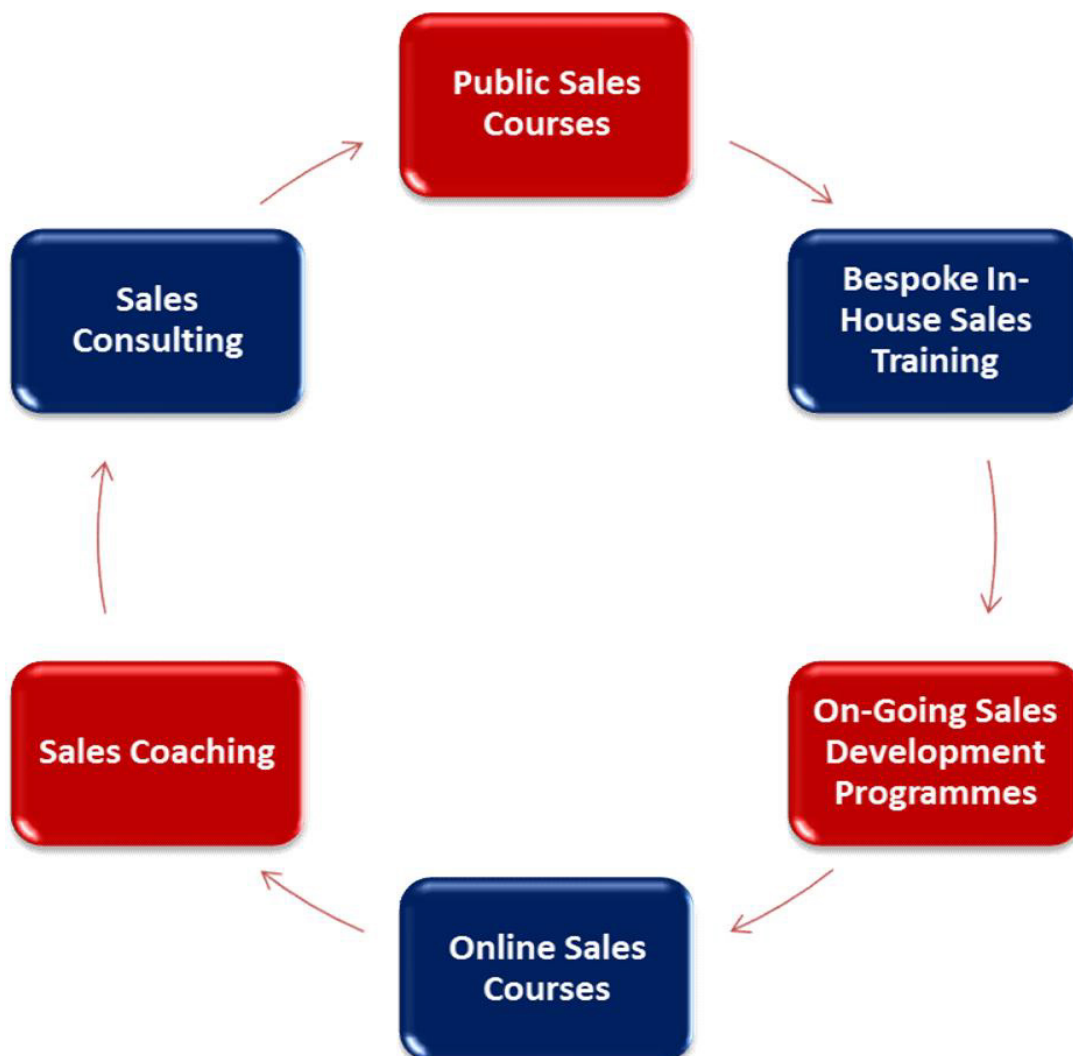 Public Sales
Courses
Bespoke In-
House Sales
Training
On-Going Sales
Development
Programmes
Online Sales
Courses
Sales Coaching
Sales
Consulting